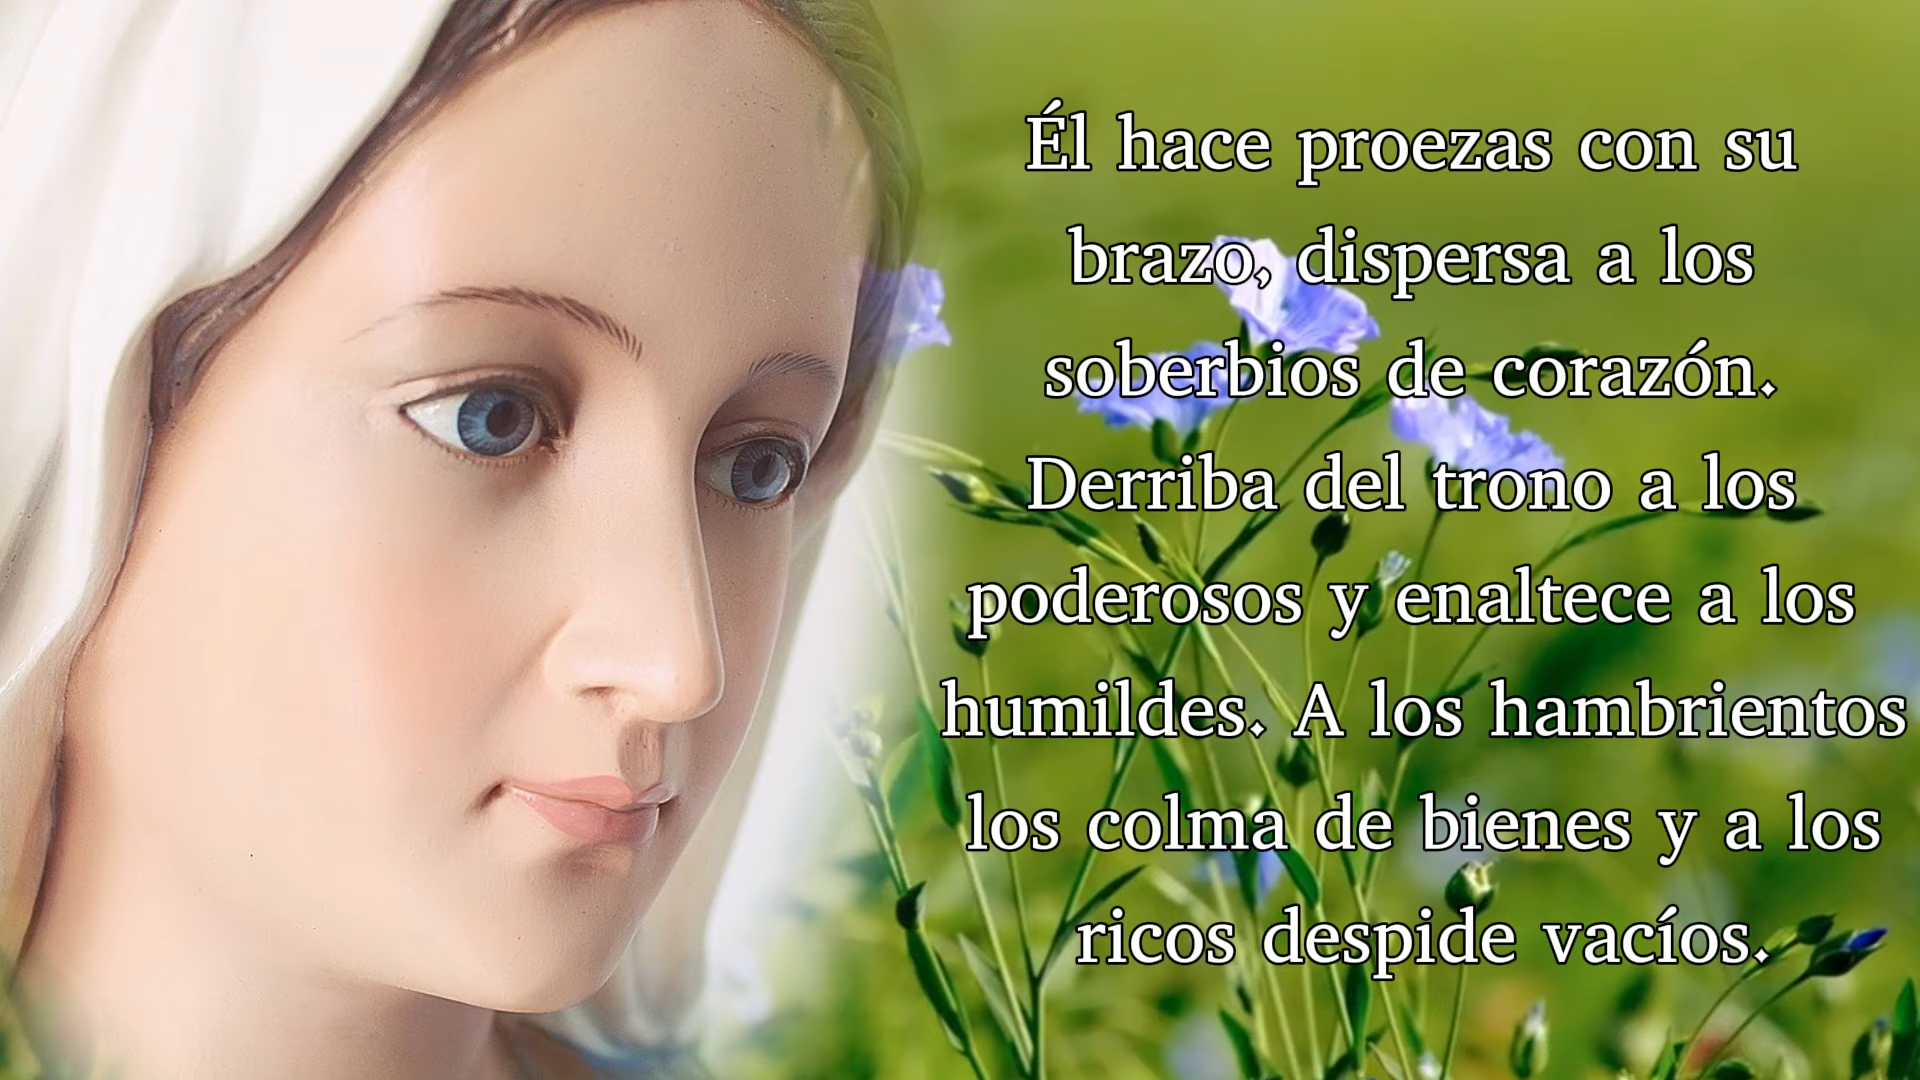 Él hace proezas con su
brazo, dispersa a los
soberbios de corazón.
Derriba del trono a los
poderosos y enaltece a los
humildes. A los hambrientos
los colma de bienes y a los
ricos despide vacíos.